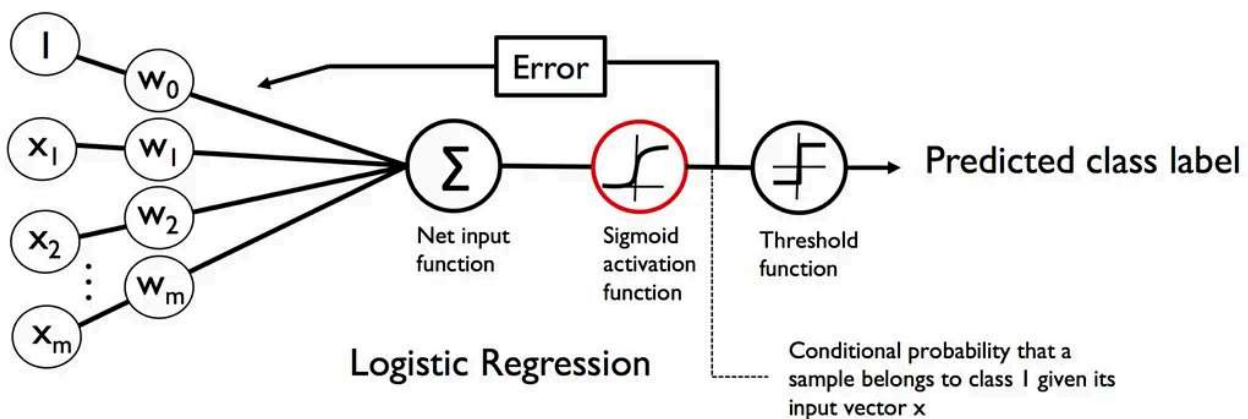 1
w0
Error
x1
w1
Σ
Predicted class label
x2
w2
wm
xm
Net input
function
Sigmoid
activation
function
Threshold
function
Logistic Regression
Conditional probability that a
sample belongs to class 1 given its
input vector x